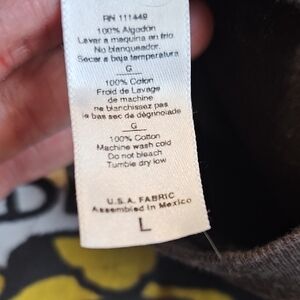 RN 111449
100% Algodón
Lavar a maquina en frio
No blanqueador.
Secar a baja temperatura
G
100% Coton
Froid de Lavage
de machine
ne blanchissez pas
le bas sec de dégringolade
G
100% Cotton
Machine wash cold
Do not bleach
Tumble dry low
U.S.A. FABRIC
Assembled in Mexico
L